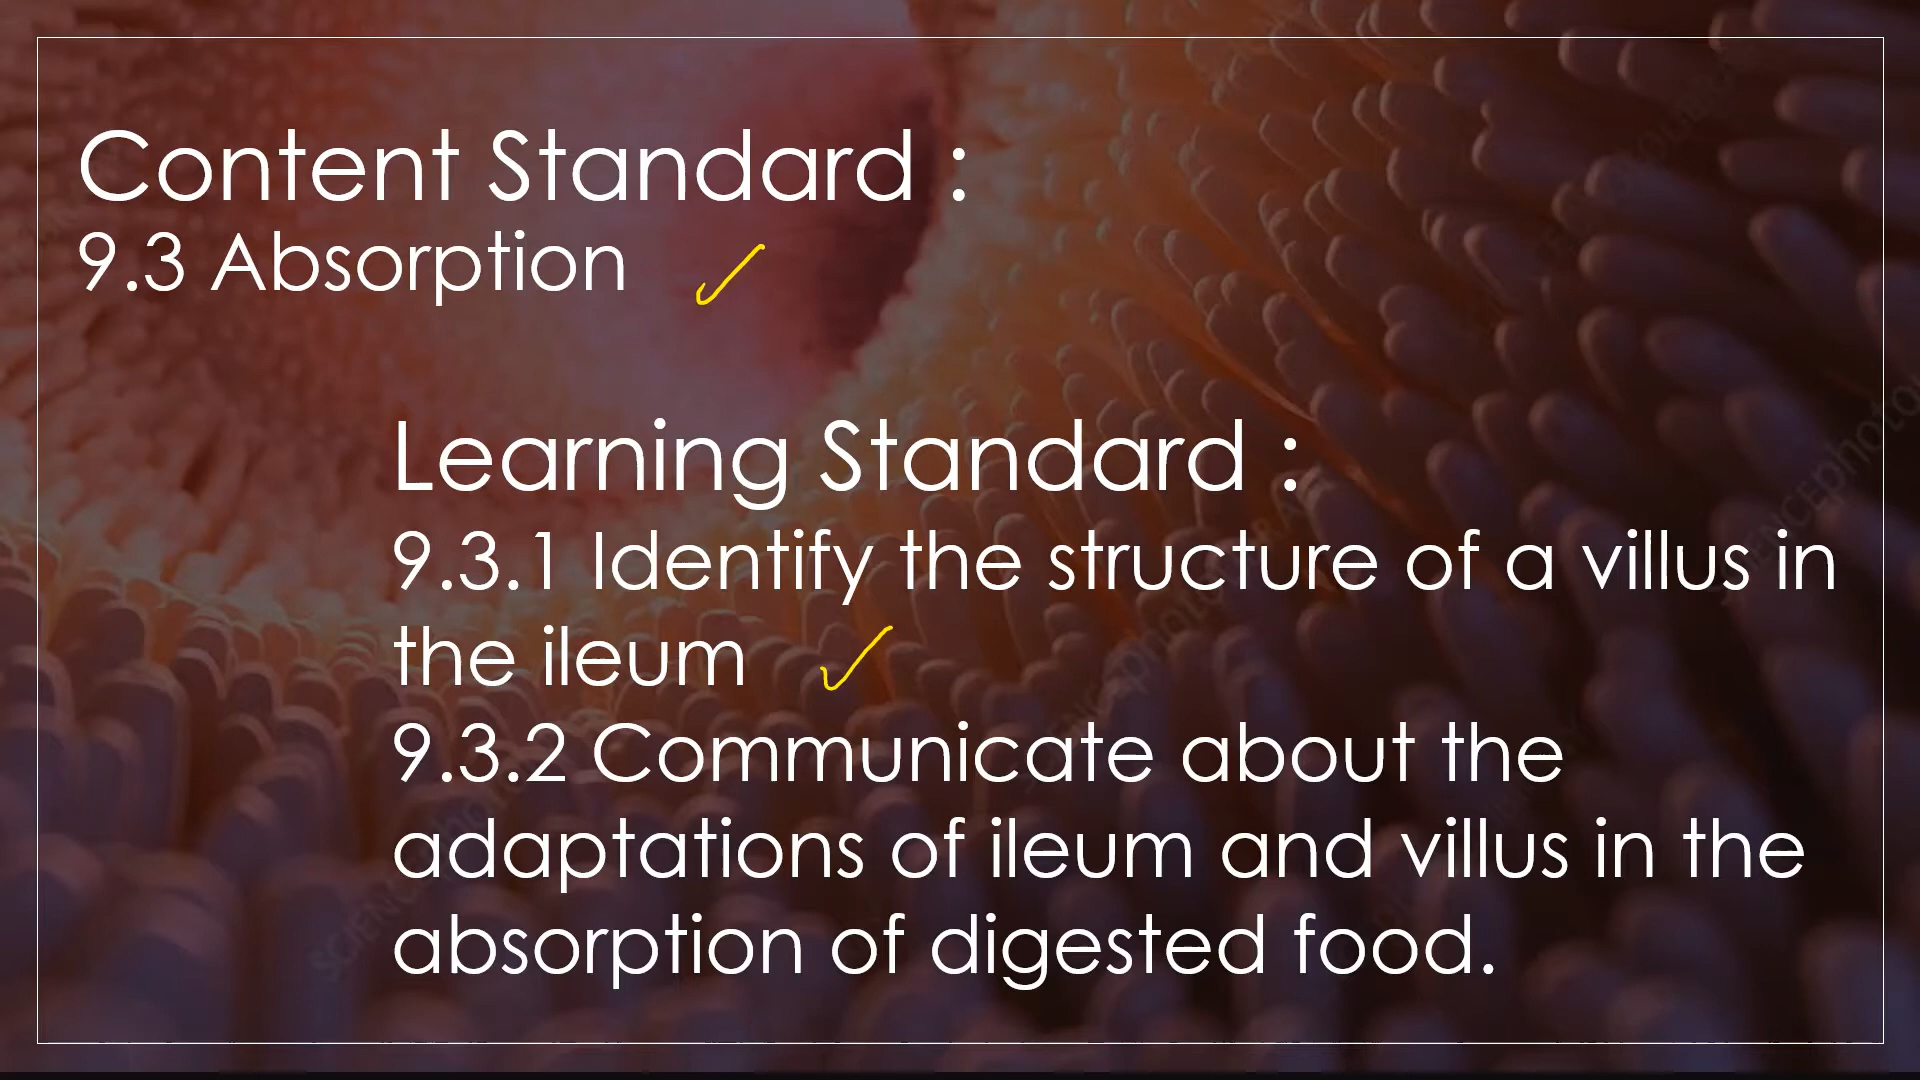 Content Standard :
9.3 Absorption
Learning Standard :
9.3.1 Identify the structure of a villus in
the ileum
9.3.2 Communicate about the
adaptations of ileum and villus in the
absorption of digested food.